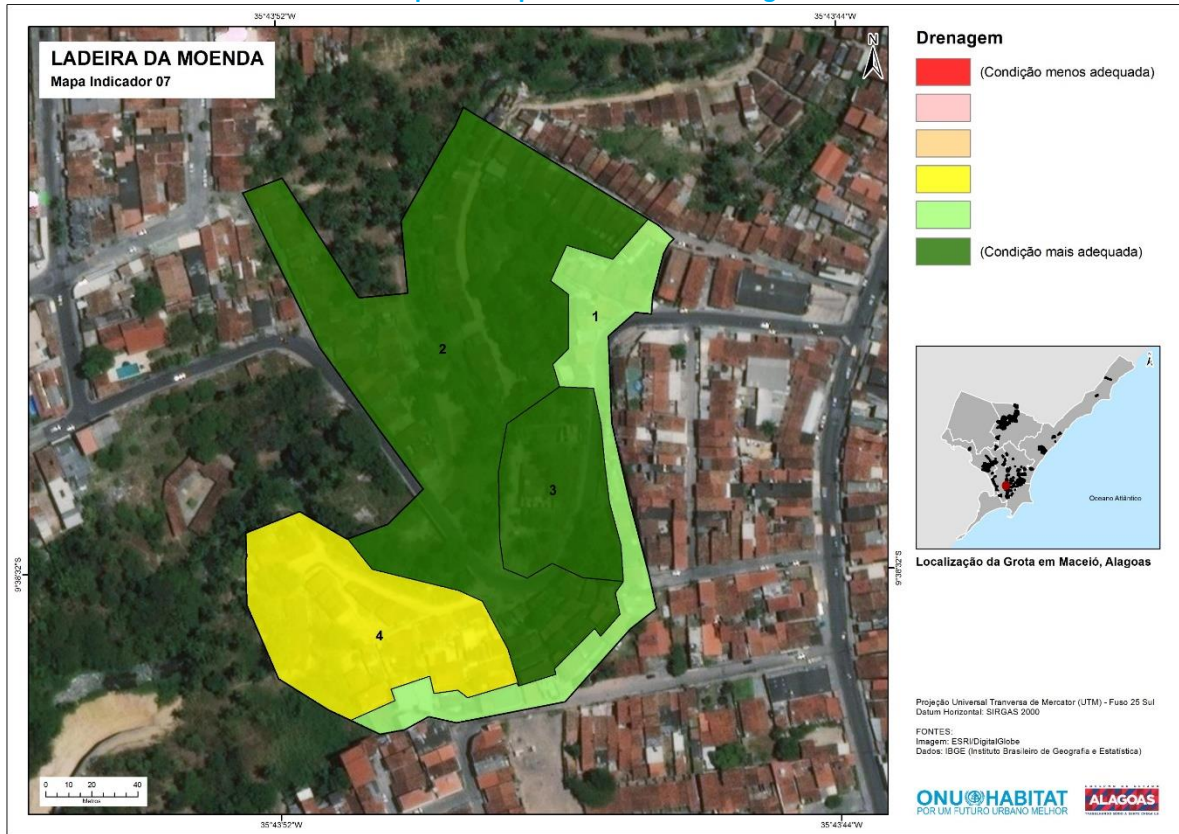 35°43'52"W
35°43'44"W
LADEIRA DA MOENDA
Mapa Indicador 07
N
Drenagem
(Condição menos adequada)
(Condição mais adequada)
1
2
3
4
9°38'32"S
9°38'32"S
Oceano Atlântico
Localização da Grota em Maceió, Alagoas
0 10 20 40
Metros
35°43'52"W
35°43'44"W
Projeção Universal Tranversa de Mercator (UTM) - Fuso 25 Sul
Datum Horizontal: SIRGAS 2000
FONTES:
Imagem: ESRI/DigitalGlobe
Dados: IBGE (Instituto Brasileiro de Geografia e Estatística)
ONU HABITAT
POR UM FUTURO URBANO MELHOR
ALAGOAS